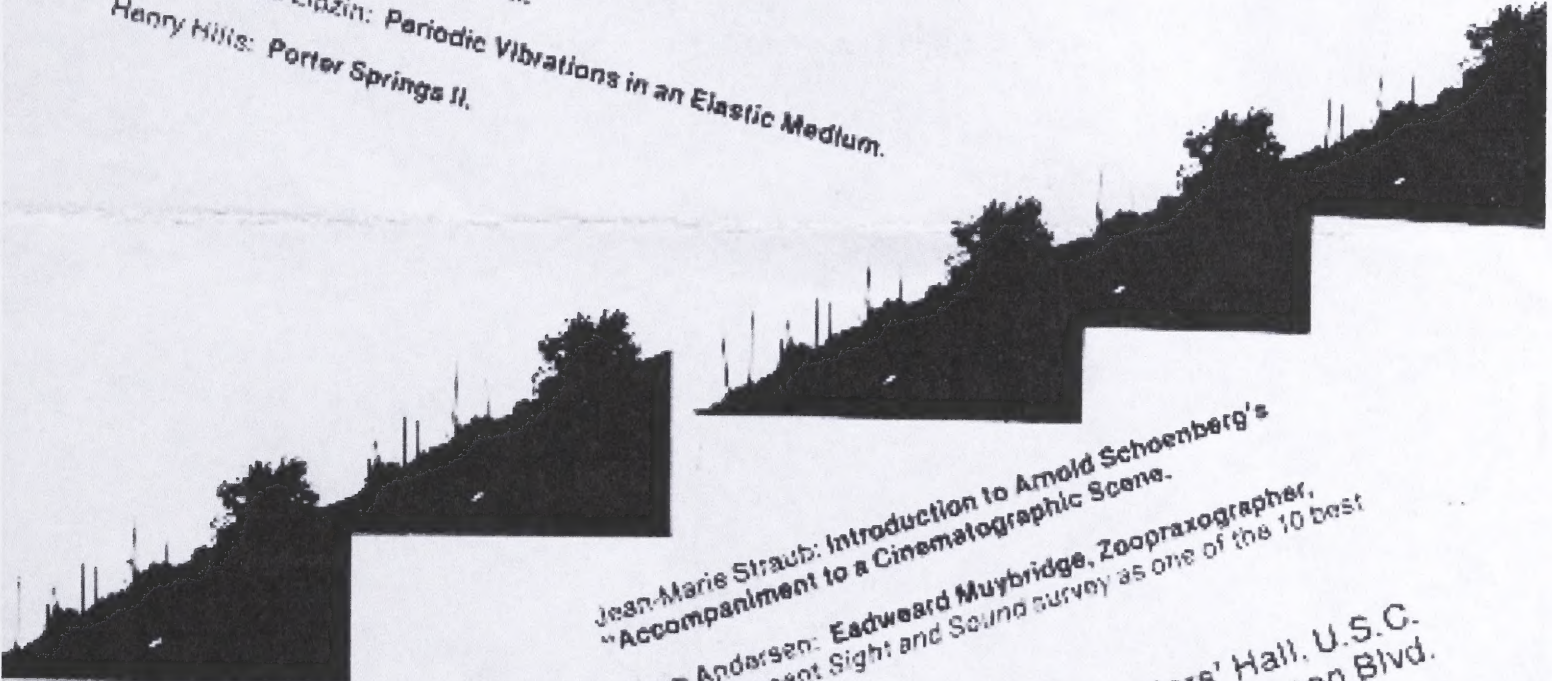 Periodic Vibrations in an Elastic Medium.
Henry Hills: Porter Springs II.
Jean-Marie Straub: Introduction to Arnold Schoenberg's
"Accompaniment to a Cinematographic Scene.
Andersen: Eadweard Muybridge, Zoopraxographer,
Sight and Sound survey as one of the 10 best
Hall, U.S.C.
Blvd.